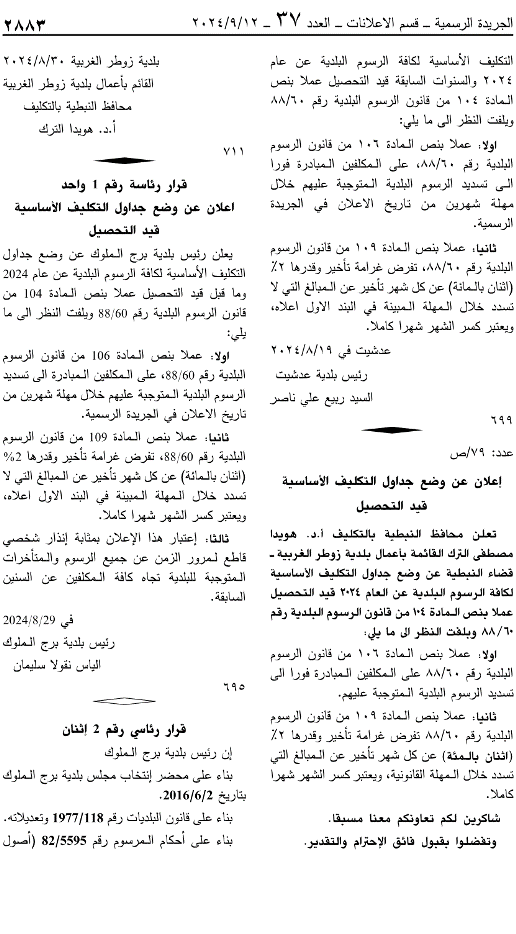 الجريدة الرسمية ــ قسم الاعلانات ــ العدد ٣٧ ــ ٢٠٢٤/٩/١٢
٢٨٨٣
التكليف الأساسية لكافة الرسوم البلدية عن عام
٢٠٢٤ والسنوات السابقة قيد التحصيل عملا بنص
المادة ١٠٤ من قانون الرسوم البلدية رقم ٨٨/٦٠
ويلفت النظر الى ما يلي:
اولا: عملا بنص المادة ١٠٦ من قانون الرسوم
البلدية رقم ٨٨/٦٠، على المكلفين المبادرة فورا
الى تسديد الرسوم البلدية المتوجبة عليهم خلال
مهلة شهرين من تاريخ الاعلان في الجريدة
الرسمية.
ثانيا: عملا بنص المادة ١٠٩ من قانون الرسوم
البلدية رقم ٨٨/٦٠، تفرض غرامة تأخير وقدرها ٢٪
(اثنان بالمائة) عن كل شهر تأخير عن المبالغ التي لا
تسدد خلال المهلة المبينة في البند الاول اعلاه،
ويعتبر كسر الشهر شهرا كاملا.
عدشيت في ٢٠٢٤/٨/١٩
رئيس بلدية عدشيت
السيد ربيع علي ناصر
٦٩٩
عدد: ٧٩/ص
إعلان عن وضع جداول التكليف الأساسية
قيد التحصيل
تعلن محافظ النبطية بالتكليف أ.د. هويدا
مصطفى الترك القائمة بأعمال بلدية زوطر الغربية ــ
قضاء النبطية عن وضع جداول التكليف الأساسية
لكافة الرسوم البلدية عن العام ٢٠٢٤ قيد التحصيل
عملا بنص المادة ١٠٤ من قانون الرسوم البلدية رقم
٨٨/٦٠ ويلفت النظر الى ما يلي:
اولا: عملا بنص المادة ١٠٦ من قانون الرسوم
البلدية رقم ٨٨/٦٠ على المكلفين المبادرة فورا الى
تسديد الرسوم البلدية المتوجبة عليهم.
ثانيا: عملا بنص المادة ١٠٩ من قانون الرسوم
البلدية رقم ٨٨/٦٠ تفرض غرامة تأخير وقدرها ٢٪
(اثنان بالمئة) عن كل شهر تأخير عن المبالغ التي
تسدد خلال المهلة القانونية، ويعتبر كسر الشهر شهرا
كاملا.
شاكرين لكم تعاونكم معنا مسبقا.
وتفضلوا بقبول فائق الإحترام والتقدير.
بلدية زوطر الغربية ٢٠٢٤/٨/٣٠
القائم بأعمال بلدية زوطر الغربية
محافظ النبطية بالتكليف
أ.د. هويدا الترك
٧١١
قرار رئاسة رقم 1 واحد
اعلان عن وضع جداول التكليف الأساسية
قيد التحصيل
يعلن رئيس بلدية برج الملوك عن وضع جداول
التكليف الأساسية لكافة الرسوم البلدية عن عام 2024
وما قبل قيد التحصيل عملا بنص المادة 104 من
قانون الرسوم البلدية رقم 88/60 ويلفت النظر الى ما
يلي:
اولا: عملا بنص المادة 106 من قانون الرسوم
البلدية رقم 88/60، على المكلفين المبادرة الى تسديد
الرسوم البلدية المتوجبة عليهم خلال مهلة شهرين من
تاريخ الاعلان في الجريدة الرسمية.
ثانيا: عملا بنص المادة 109 من قانون الرسوم
البلدية رقم 88/60، تفرض غرامة تأخير وقدرها 2%
(اثنان بالمائة) عن كل شهر تأخير عن المبالغ التي لا
تسدد خلال المهلة المبينة في البند الاول اعلاه،
ويعتبر كسر الشهر شهرا كاملا.
ثالثا: إعتبار هذا الإعلان بمثابة إنذار شخصي
قاطع لمرور الزمن عن جميع الرسوم والمتأخرات
المتوجبة للبلدية تجاه كافة المكلفين عن السنين
السابقة.
في 2024/8/29
رئيس بلدية برج الملوك
الياس نقولا سليمان
٦٩٥
قرار رئاسي رقم 2 إثنان
إن رئيس بلدية برج الملوك
بناء على محضر إنتخاب مجلس بلدية برج الملوك
بتاريخ 2016/6/2.
بناء على قانون البلديات رقم 1977/118 وتعديلاته.
بناء على أحكام المرسوم رقم 82/5595 (أصول